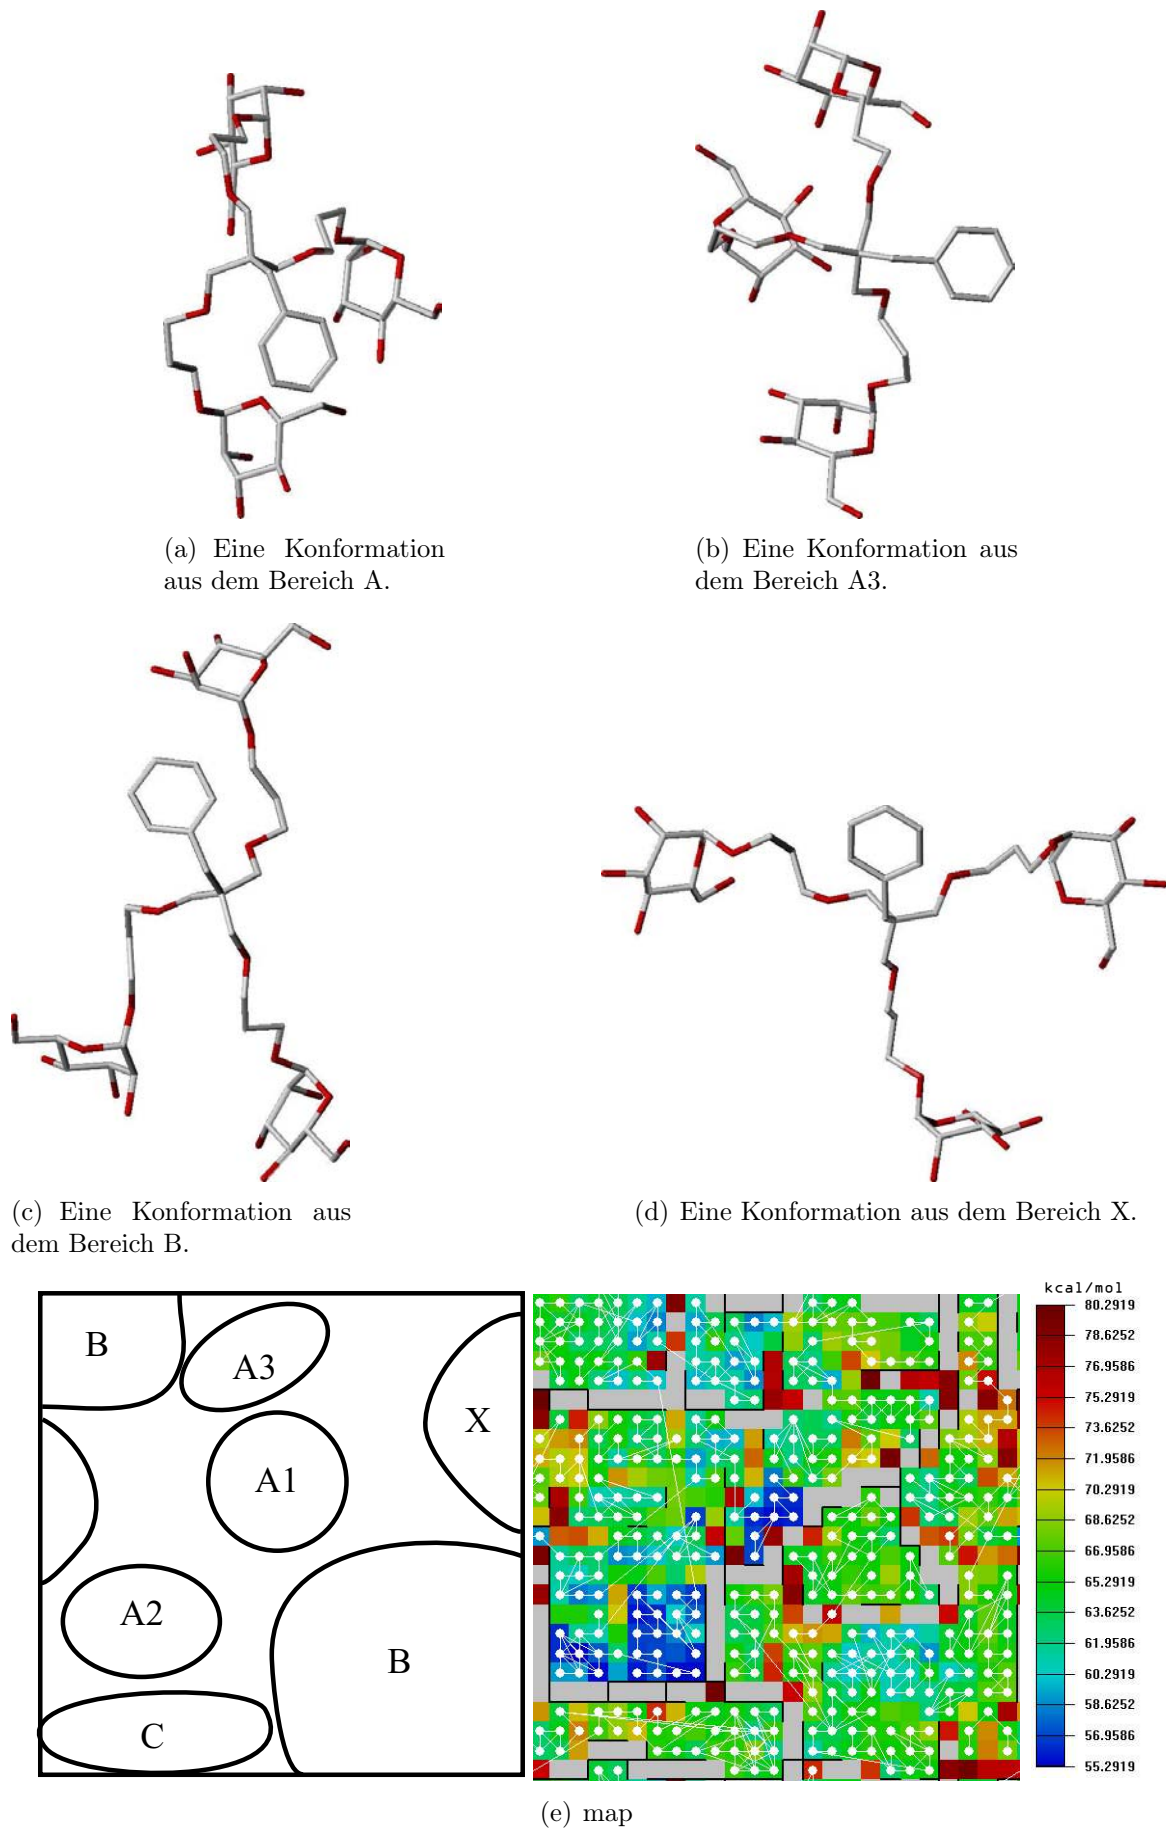 (a) Eine Konformation
aus dem Bereich A.
(b) Eine Konformation aus
dem Bereich A3.
(c) Eine Konformation aus
dem Bereich B.
(d) Eine Konformation aus dem Bereich X.
B
A3
X
A1
A2
B
C
kcal/mol
80.2919
78.6252
76.9586
75.2919
73.6252
71.9586
70.2919
68.6252
66.9586
65.2919
63.6252
61.9586
60.2919
58.6252
56.9586
55.2919
(e) map